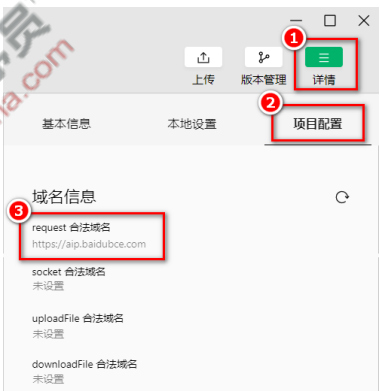 1
上传 版本管理 详情
2
基本信息 本地设置 项目配置
域名信息
3
request 合法域名
https://aip.baidubce.com
socket 合法域名
未设置
uploadFile 合法域名
未设置
downloadFile 合法域名
未设置